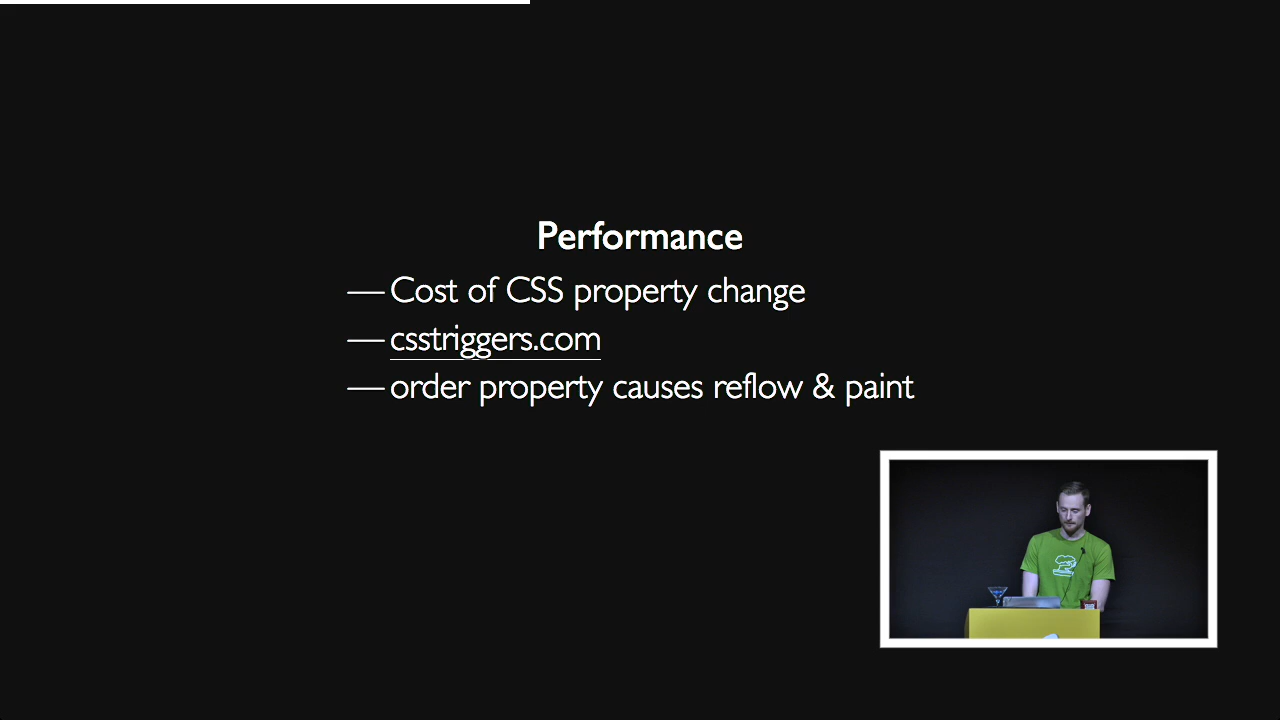 Performance
— Cost of CSS property change
— csstriggers.com
— order property causes reflow & paint